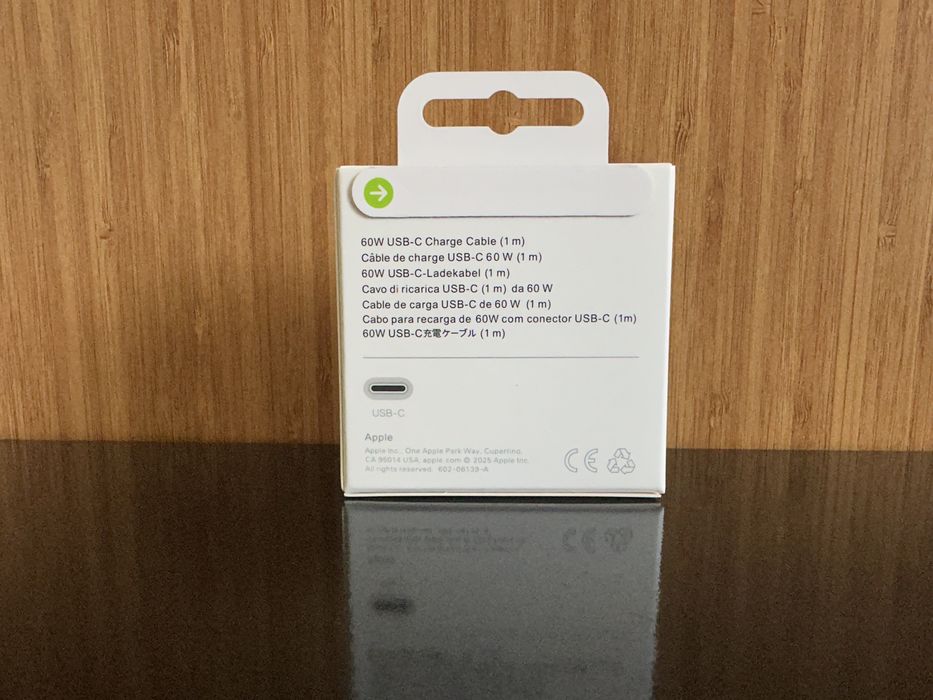 60W USB-C Charge Cable (1 m)
Câble de charge USB-C 60 W (1 m)
60W USB-C-Ladekabel (1 m)
Cavo di ricarica USB-C (1 m) da 60 W
Cable de carga USB-C de 60 W (1 m)
Cabo para recarga de 60W com conector USB-C (1m)
60W USB-C充電ケーブル (1 m)
USB-C
Apple
Apple Inc., One Apple Park Way, Cupertino,
CA 95014 USA, apple.com © 2025 Apple Inc.
All rights reserved. 602-06139-A
CE